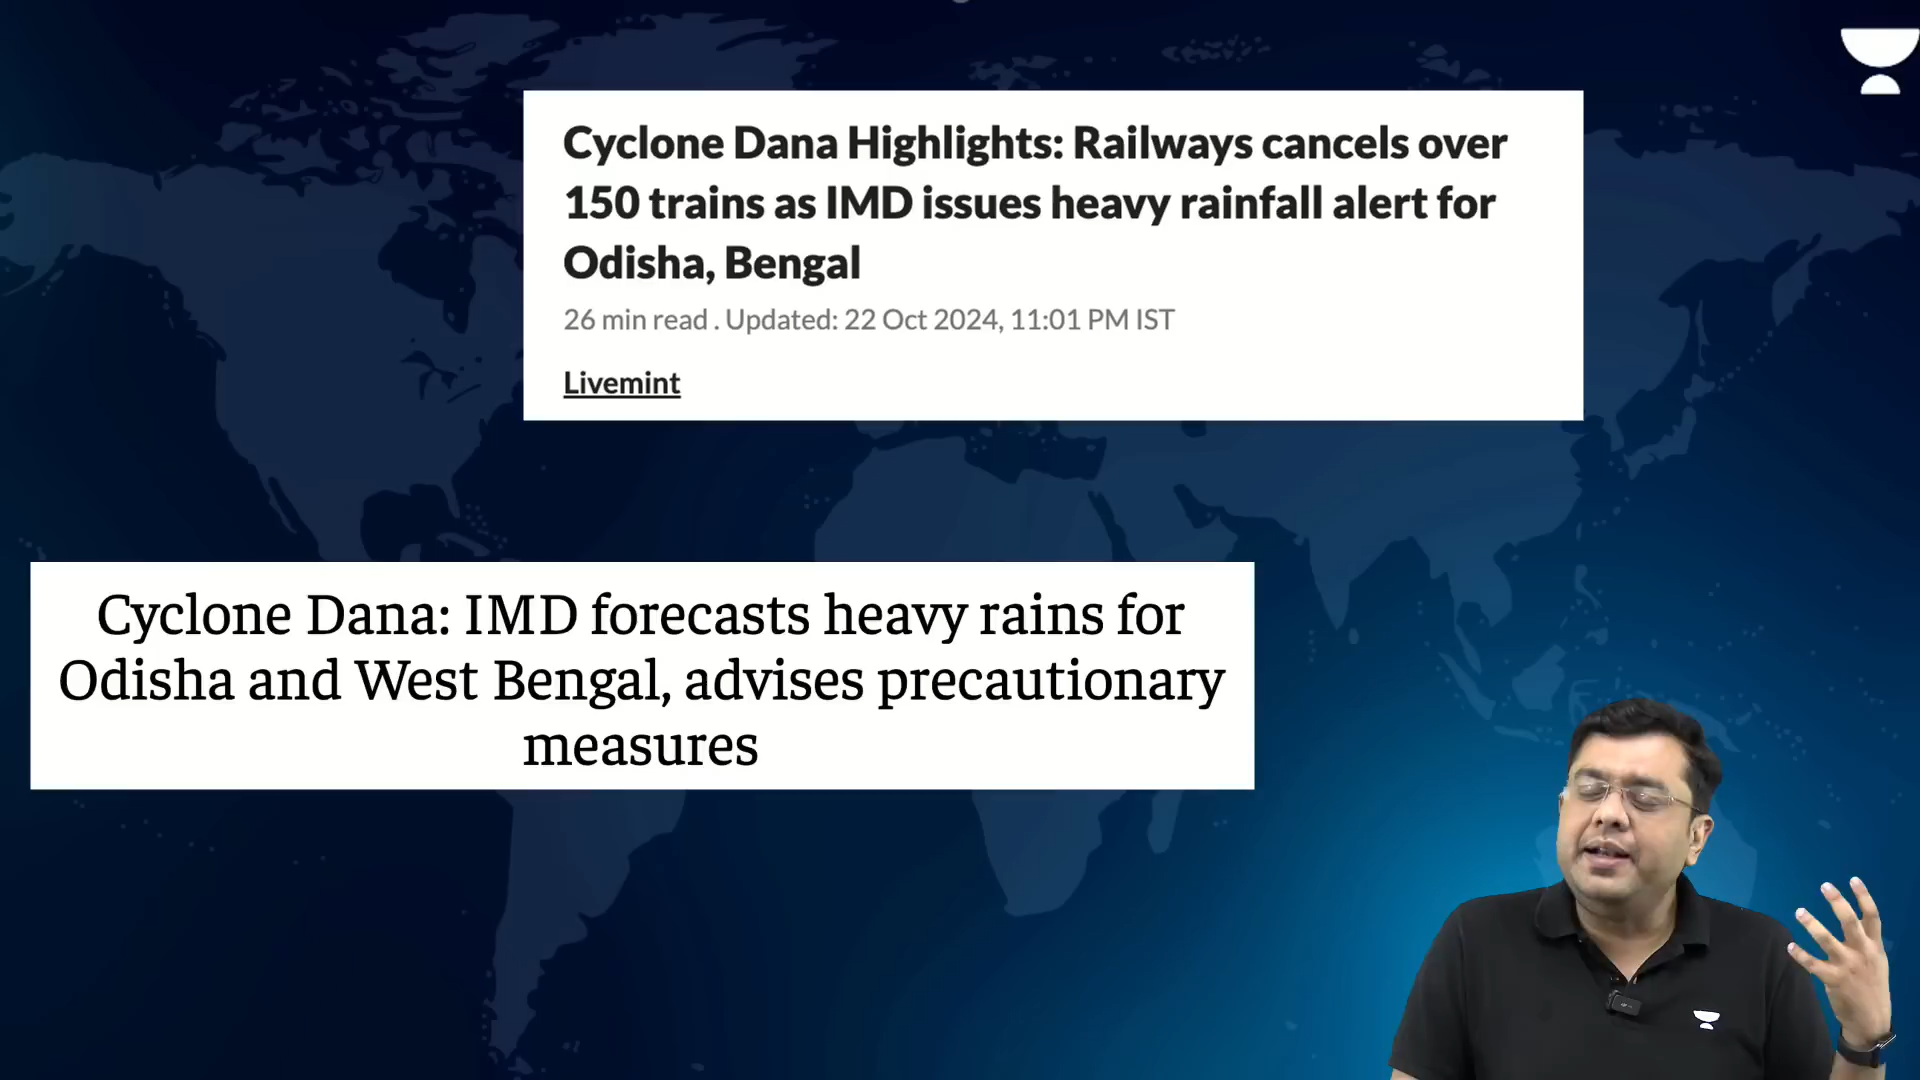 Cyclone Dana Highlights: Railways cancels over
150 trains as IMD issues heavy rainfall alert for
Odisha, Bengal
26 min read . Updated: 22 Oct 2024, 11:01 PM IST
Livemint
Cyclone Dana: IMD forecasts heavy rains for
Odisha and West Bengal, advises precautionary
measures